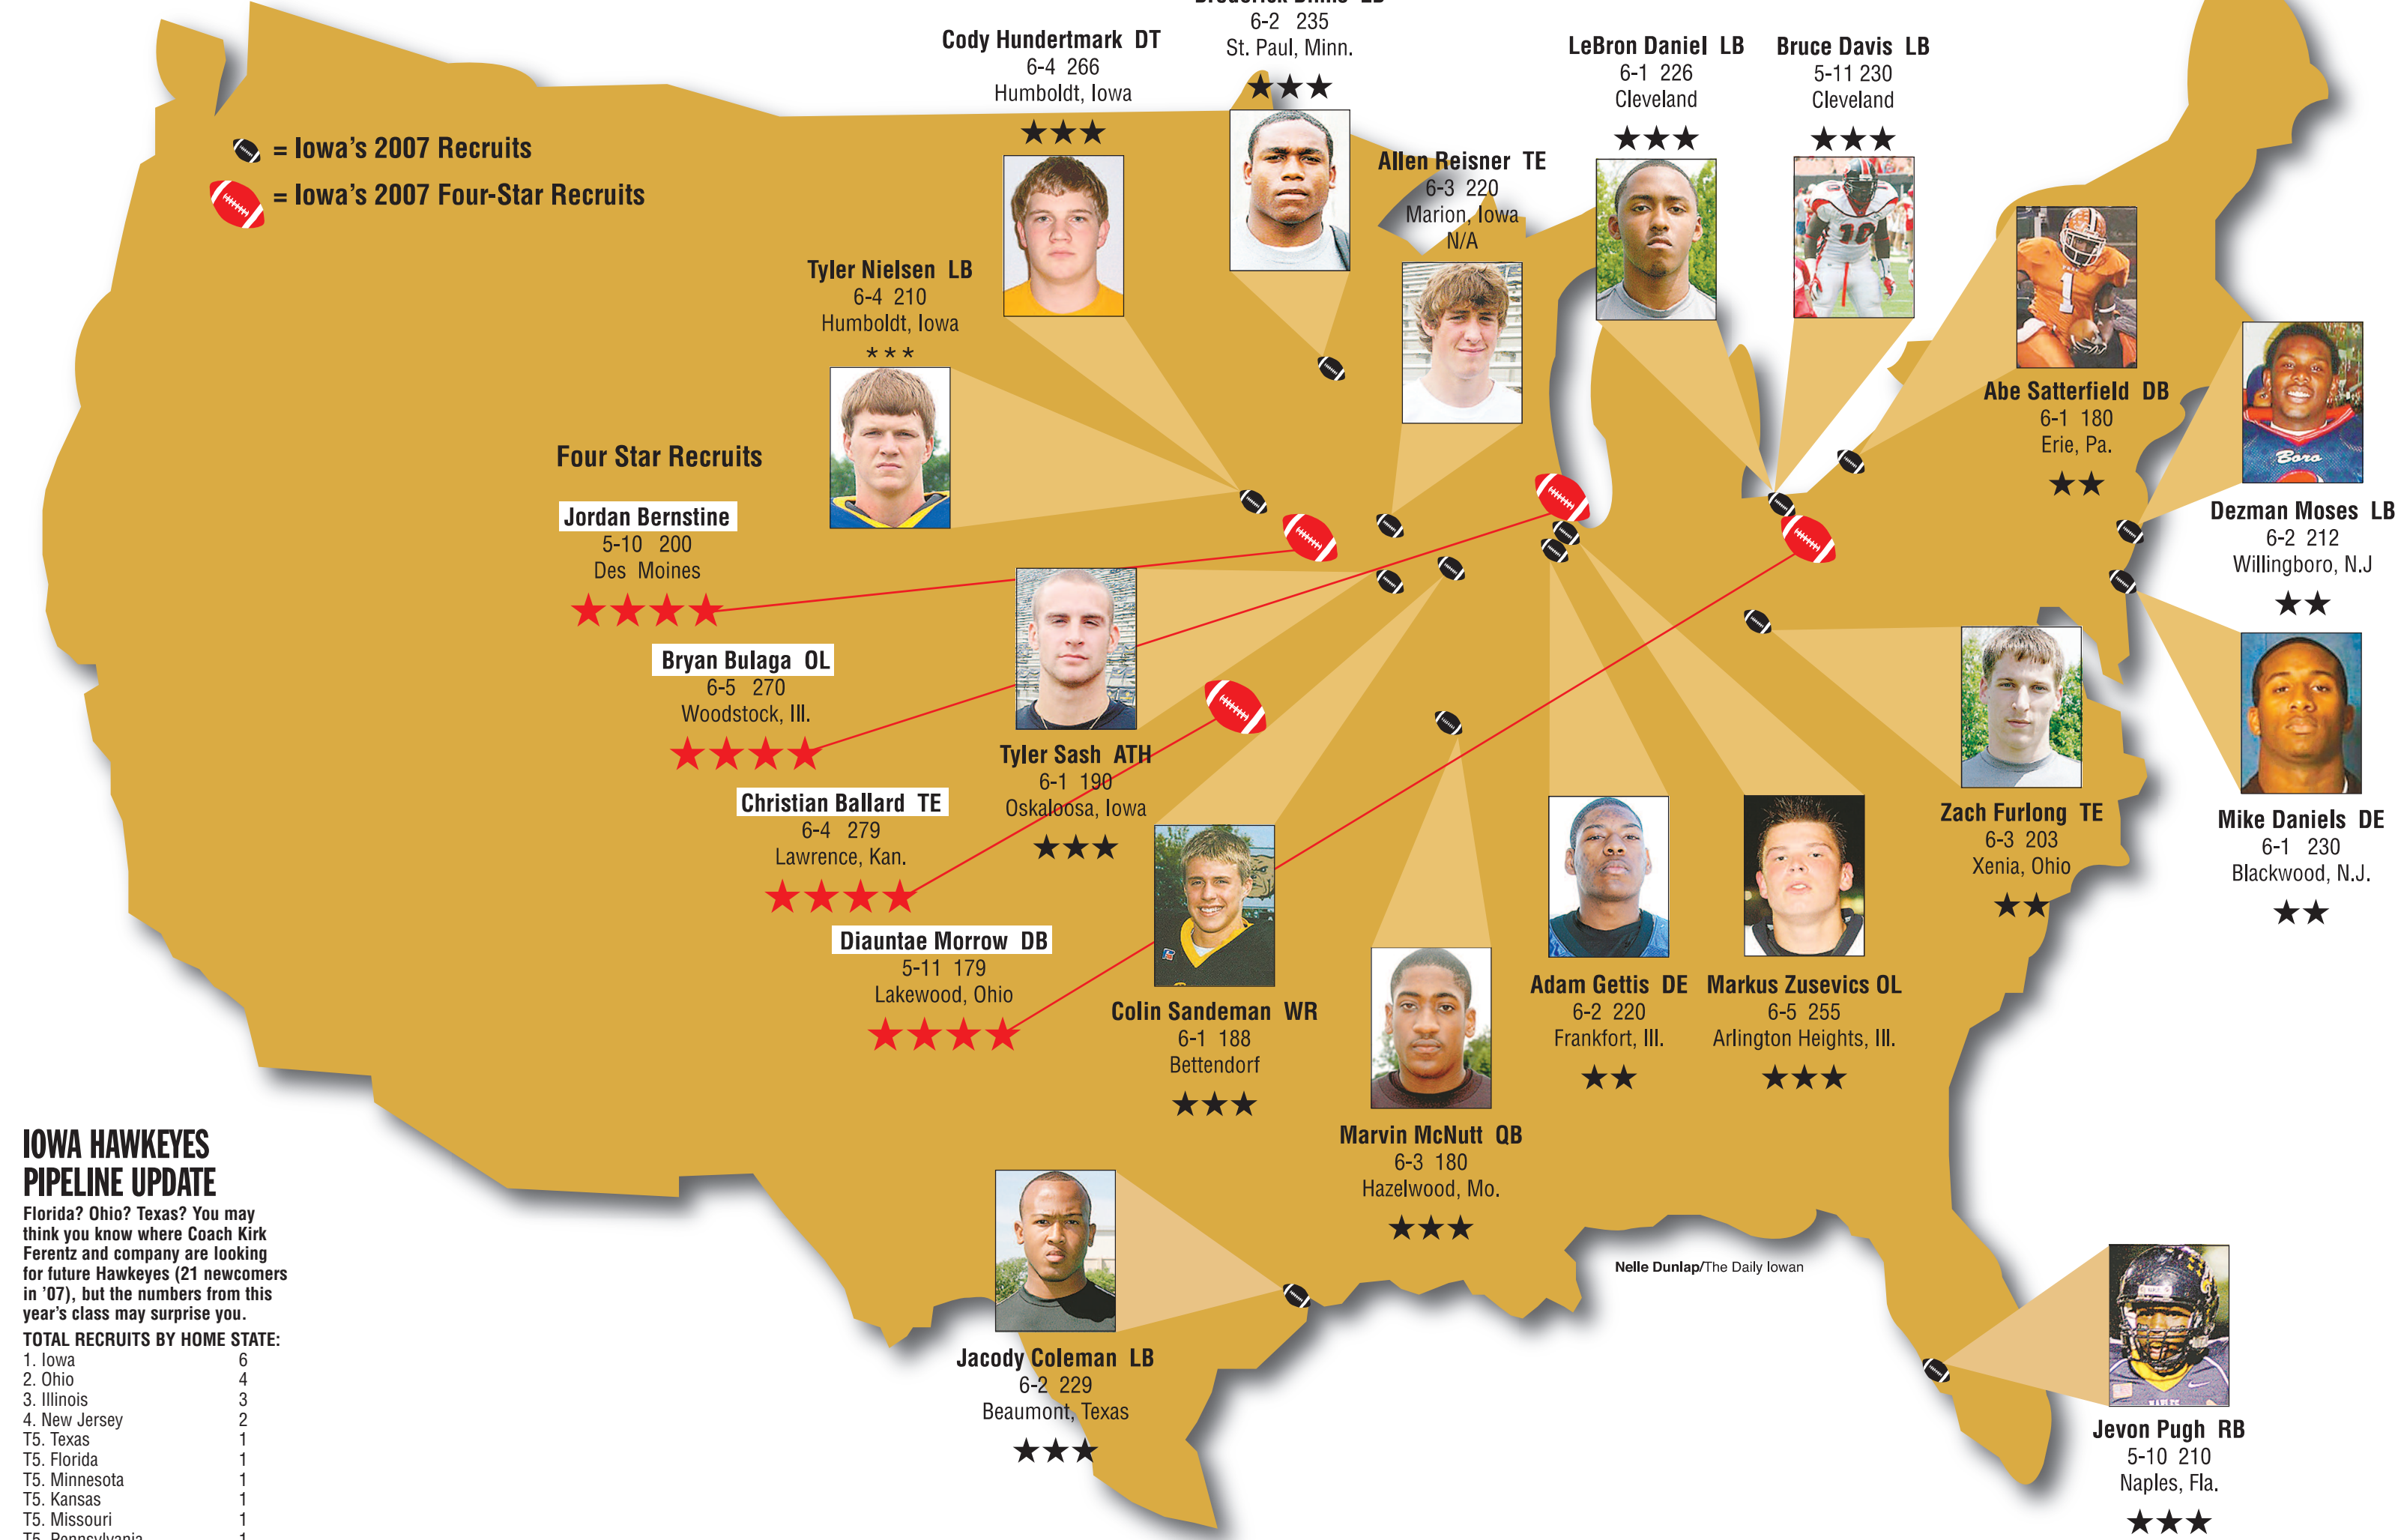 Cody Hundertmark DT
6-4 266
Humboldt, Iowa
★★★
6-2 235
St. Paul, Minn.
★★★
LeBron Daniel LB
6-1 226
Cleveland
★★★
Bruce Davis LB
5-11 230
Cleveland
★★★
= Iowa's 2007 Recruits
= Iowa's 2007 Four-Star Recruits
Allen Reisner TE
6-3 220
Marion, Iowa
N/A
Tyler Nielsen LB
6-4 210
Humboldt, Iowa
***
Abe Satterfield DB
6-1 180
Erie, Pa.
★★
Boro
Dezman Moses LB
6-2 212
Willingboro, N.J
★★
Four Star Recruits
Jordan Bernstine
5-10 200
Des Moines
★★★★
Bryan Bulaga OL
6-5 270
Woodstock, Ill.
★★★★
Christian Ballard TE
6-4 279
Lawrence, Kan.
★★★★
Diauntae Morrow DB
5-11 179
Lakewood, Ohio
★★★★
Tyler Sash ATH
6-1 190
Oskaloosa, Iowa
★★★
Colin Sandeman WR
6-1 188
Bettendorf
★★★
Marvin McNutt QB
6-3 180
Hazelwood, Mo.
★★★
Adam Gettis DE
6-2 220
Frankfort, Ill.
★★
Markus Zusevics OL
6-5 255
Arlington Heights, Ill.
★★★
Zach Furlong TE
6-3 203
Xenia, Ohio
★★
Mike Daniels DE
6-1 230
Blackwood, N.J.
★★
Jacody Coleman LB
6-2 229
Beaumont, Texas
★★★
Nelle Dunlap/The Daily Iowan
Jevon Pugh RB
5-10 210
Naples, Fla.
★★★
IOWA HAWKEYES
PIPELINE UPDATE
Florida? Ohio? Texas? You may
think you know where Coach Kirk
Ferentz and company are looking
for future Hawkeyes (21 newcomers
in '07), but the numbers from this
year's class may surprise you.
TOTAL RECRUITS BY HOME STATE:
1. Iowa 6
2. Ohio 4
3. Illinois 3
4. New Jersey 2
T5. Texas 1
T5. Florida 1
T5. Minnesota 1
T5. Kansas 1
T5. Missouri 1
T5. Pennsylvania 1